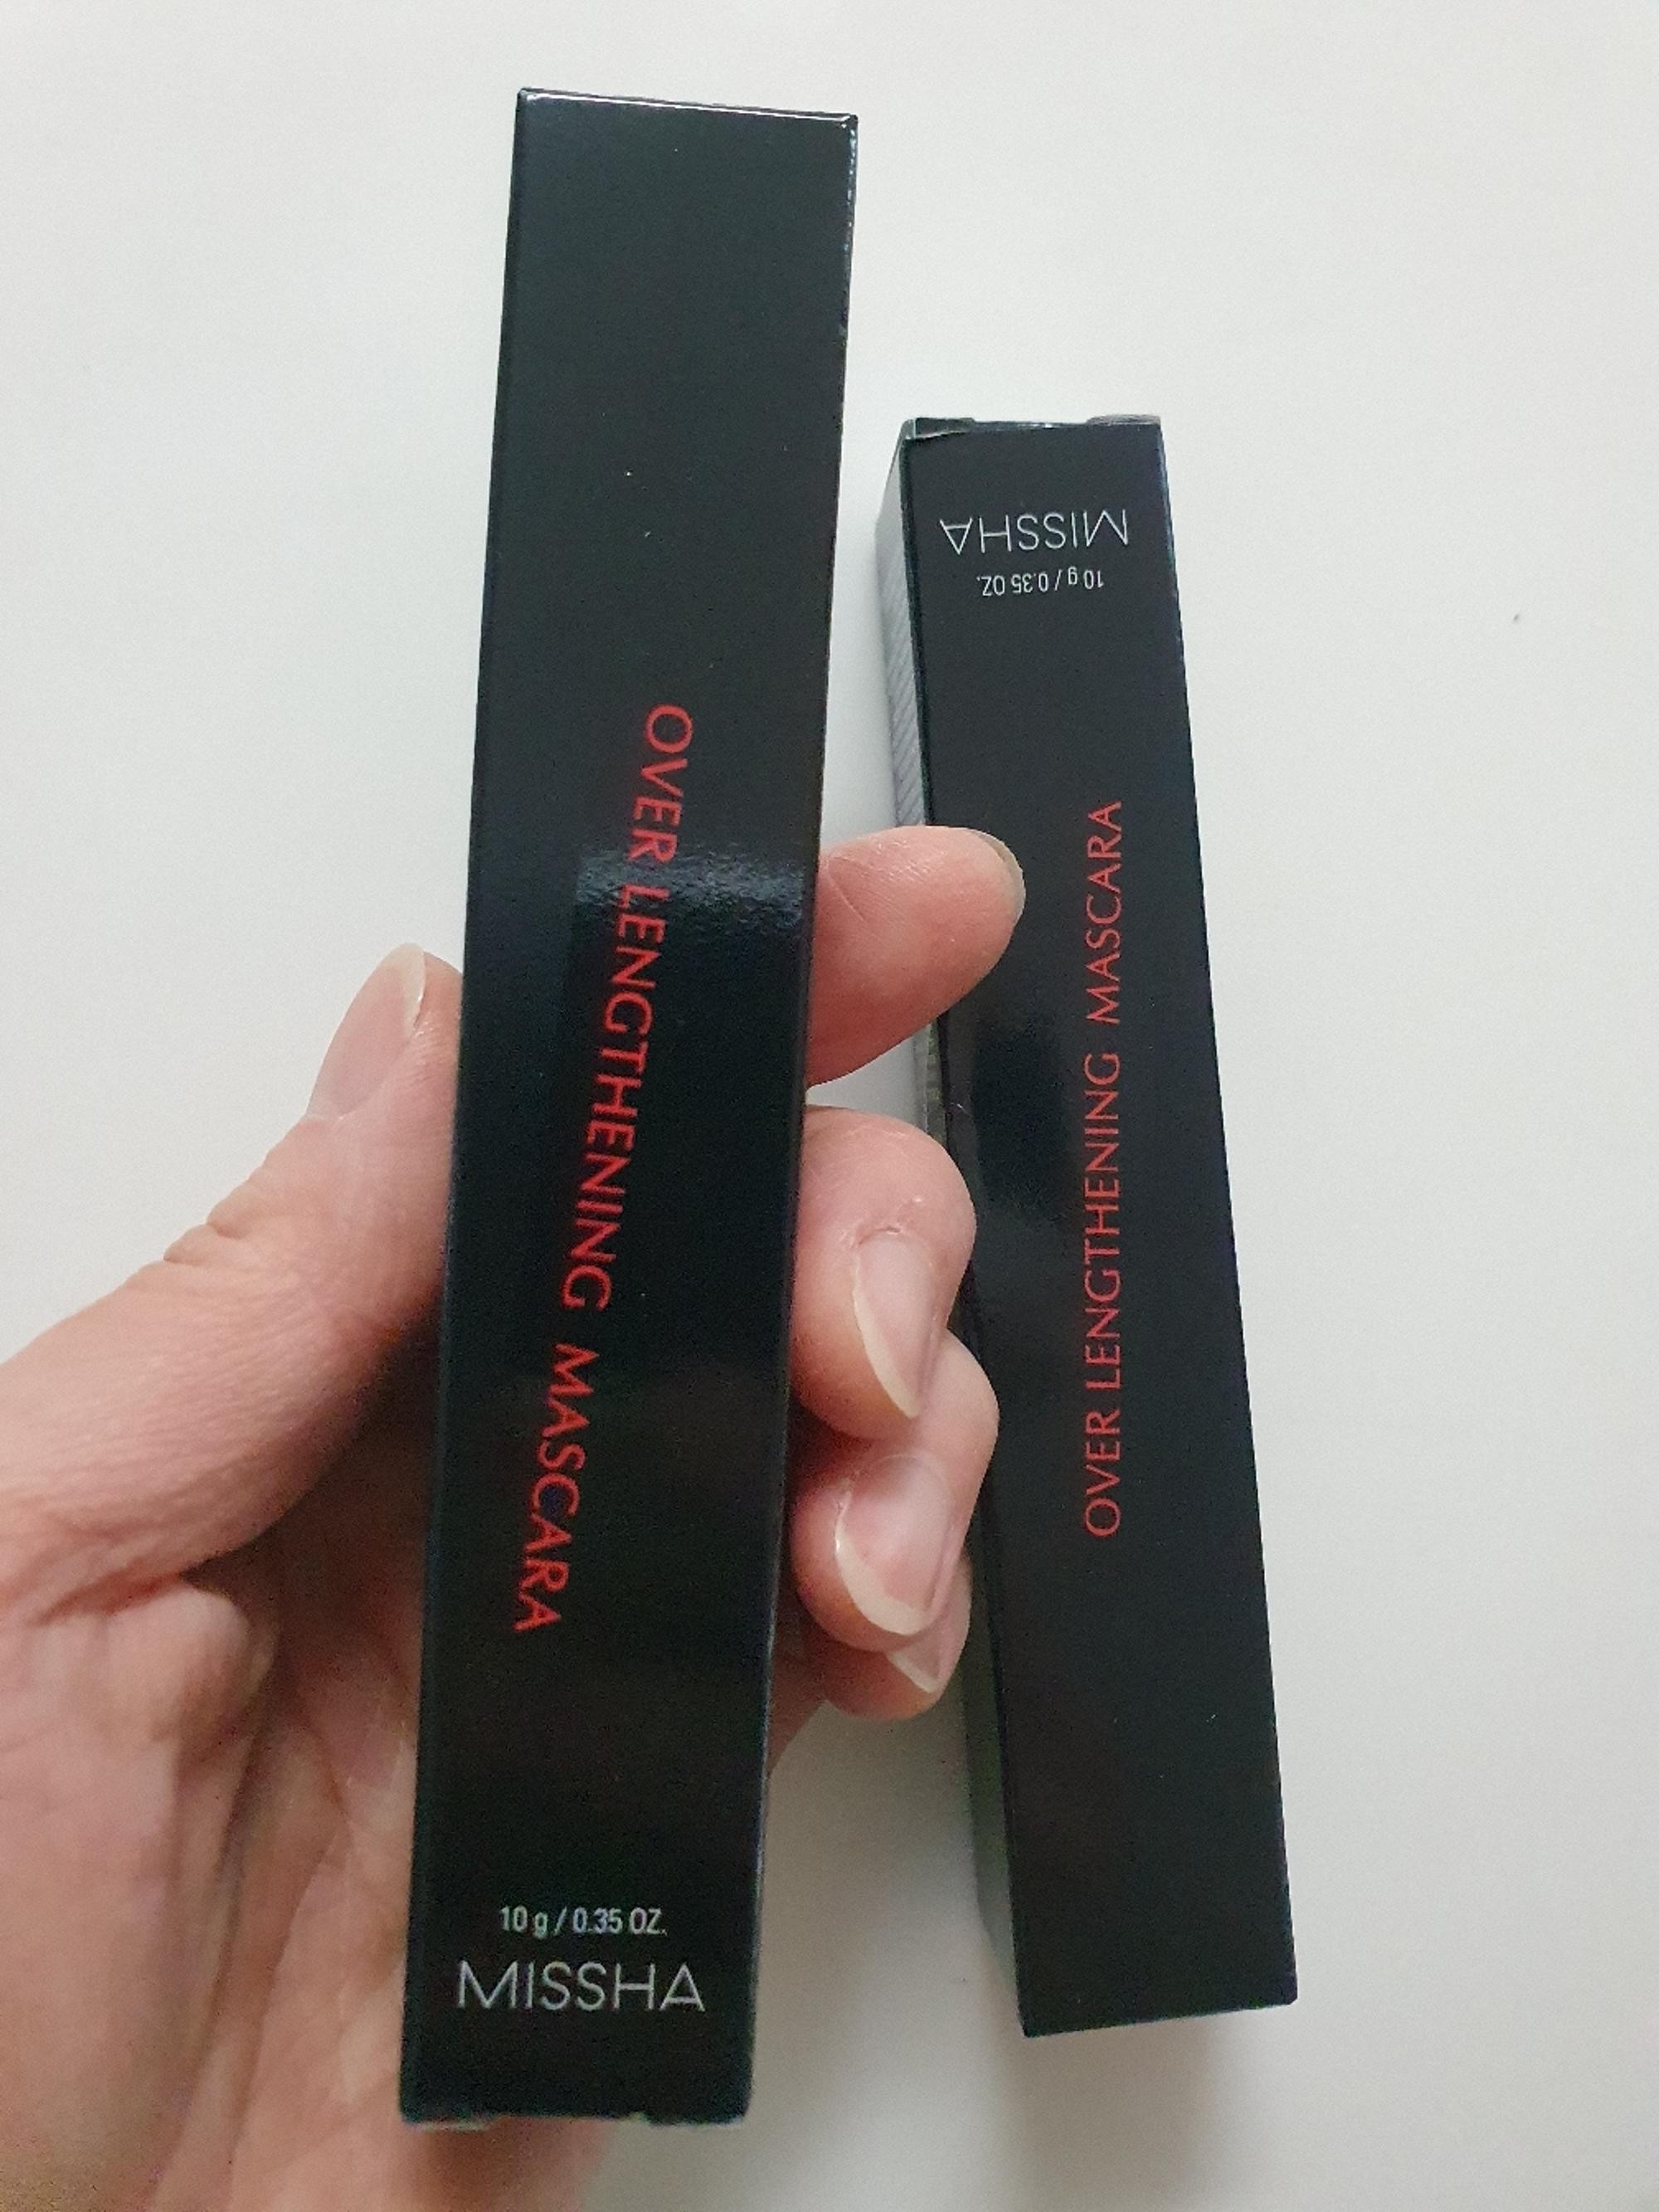 OVER LENGTHENING MASCARA
10 g / 0.35 OZ.
MISSHA
MISSHA
10 g / 0.35 OZ.
OVER LENGTHENING MASCARA